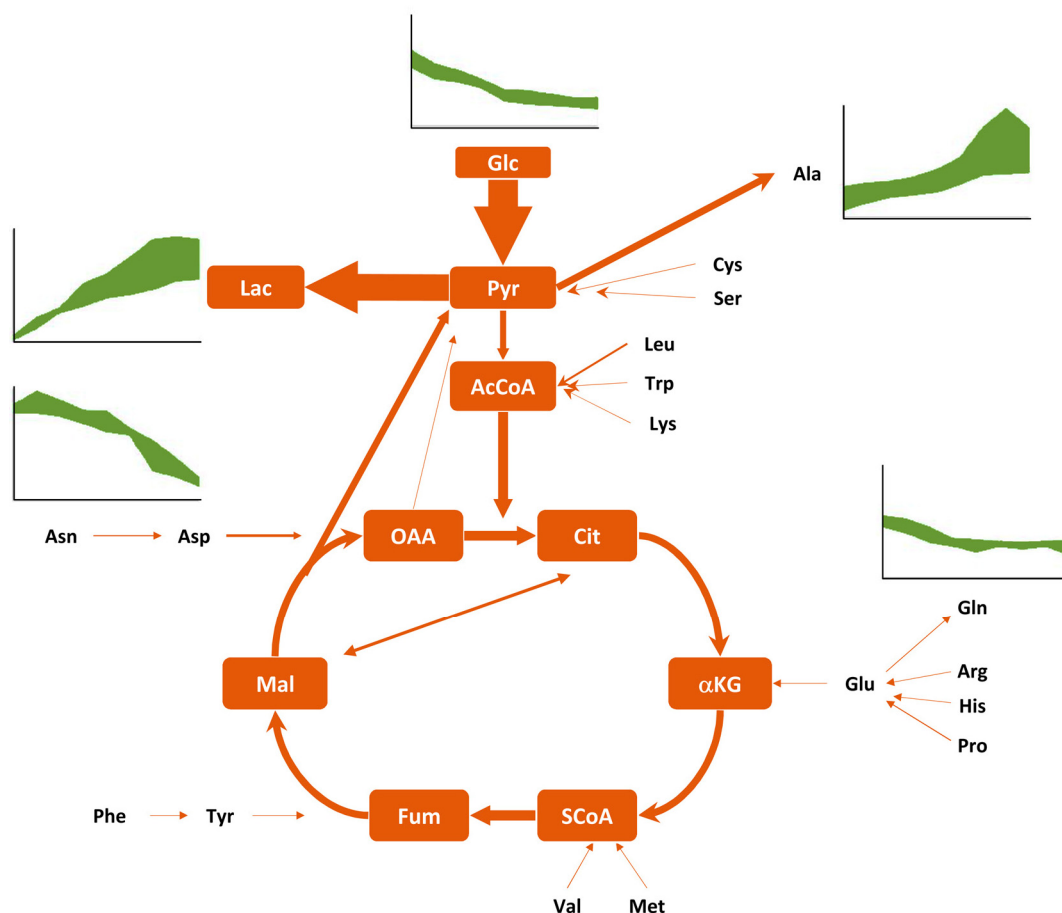 Glc
Ala
Lac
Pyr
Cys
Ser
Leu
AcCoA
Trp
Lys
Asn
Asp
OAA
Cit
Gln
Mal
αKG
Glu
Arg
His
Pro
Phe
Tyr
Fum
SCoA
Val
Met